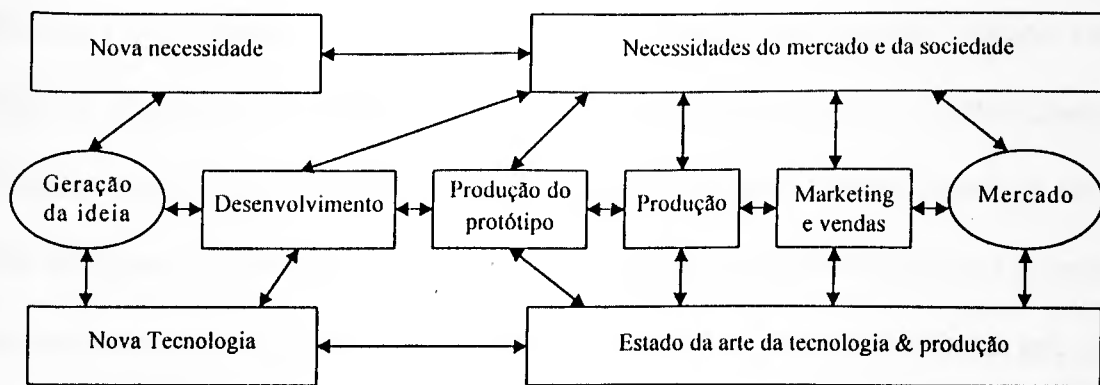 Nova necessidade
Necessidades do mercado e da sociedade
Geração
da ideia
Desenvolvimento
Produção do
protótipo
Produção
Marketing
e vendas
Mercado
Nova Tecnologia
Estado da arte da tecnologia & produção